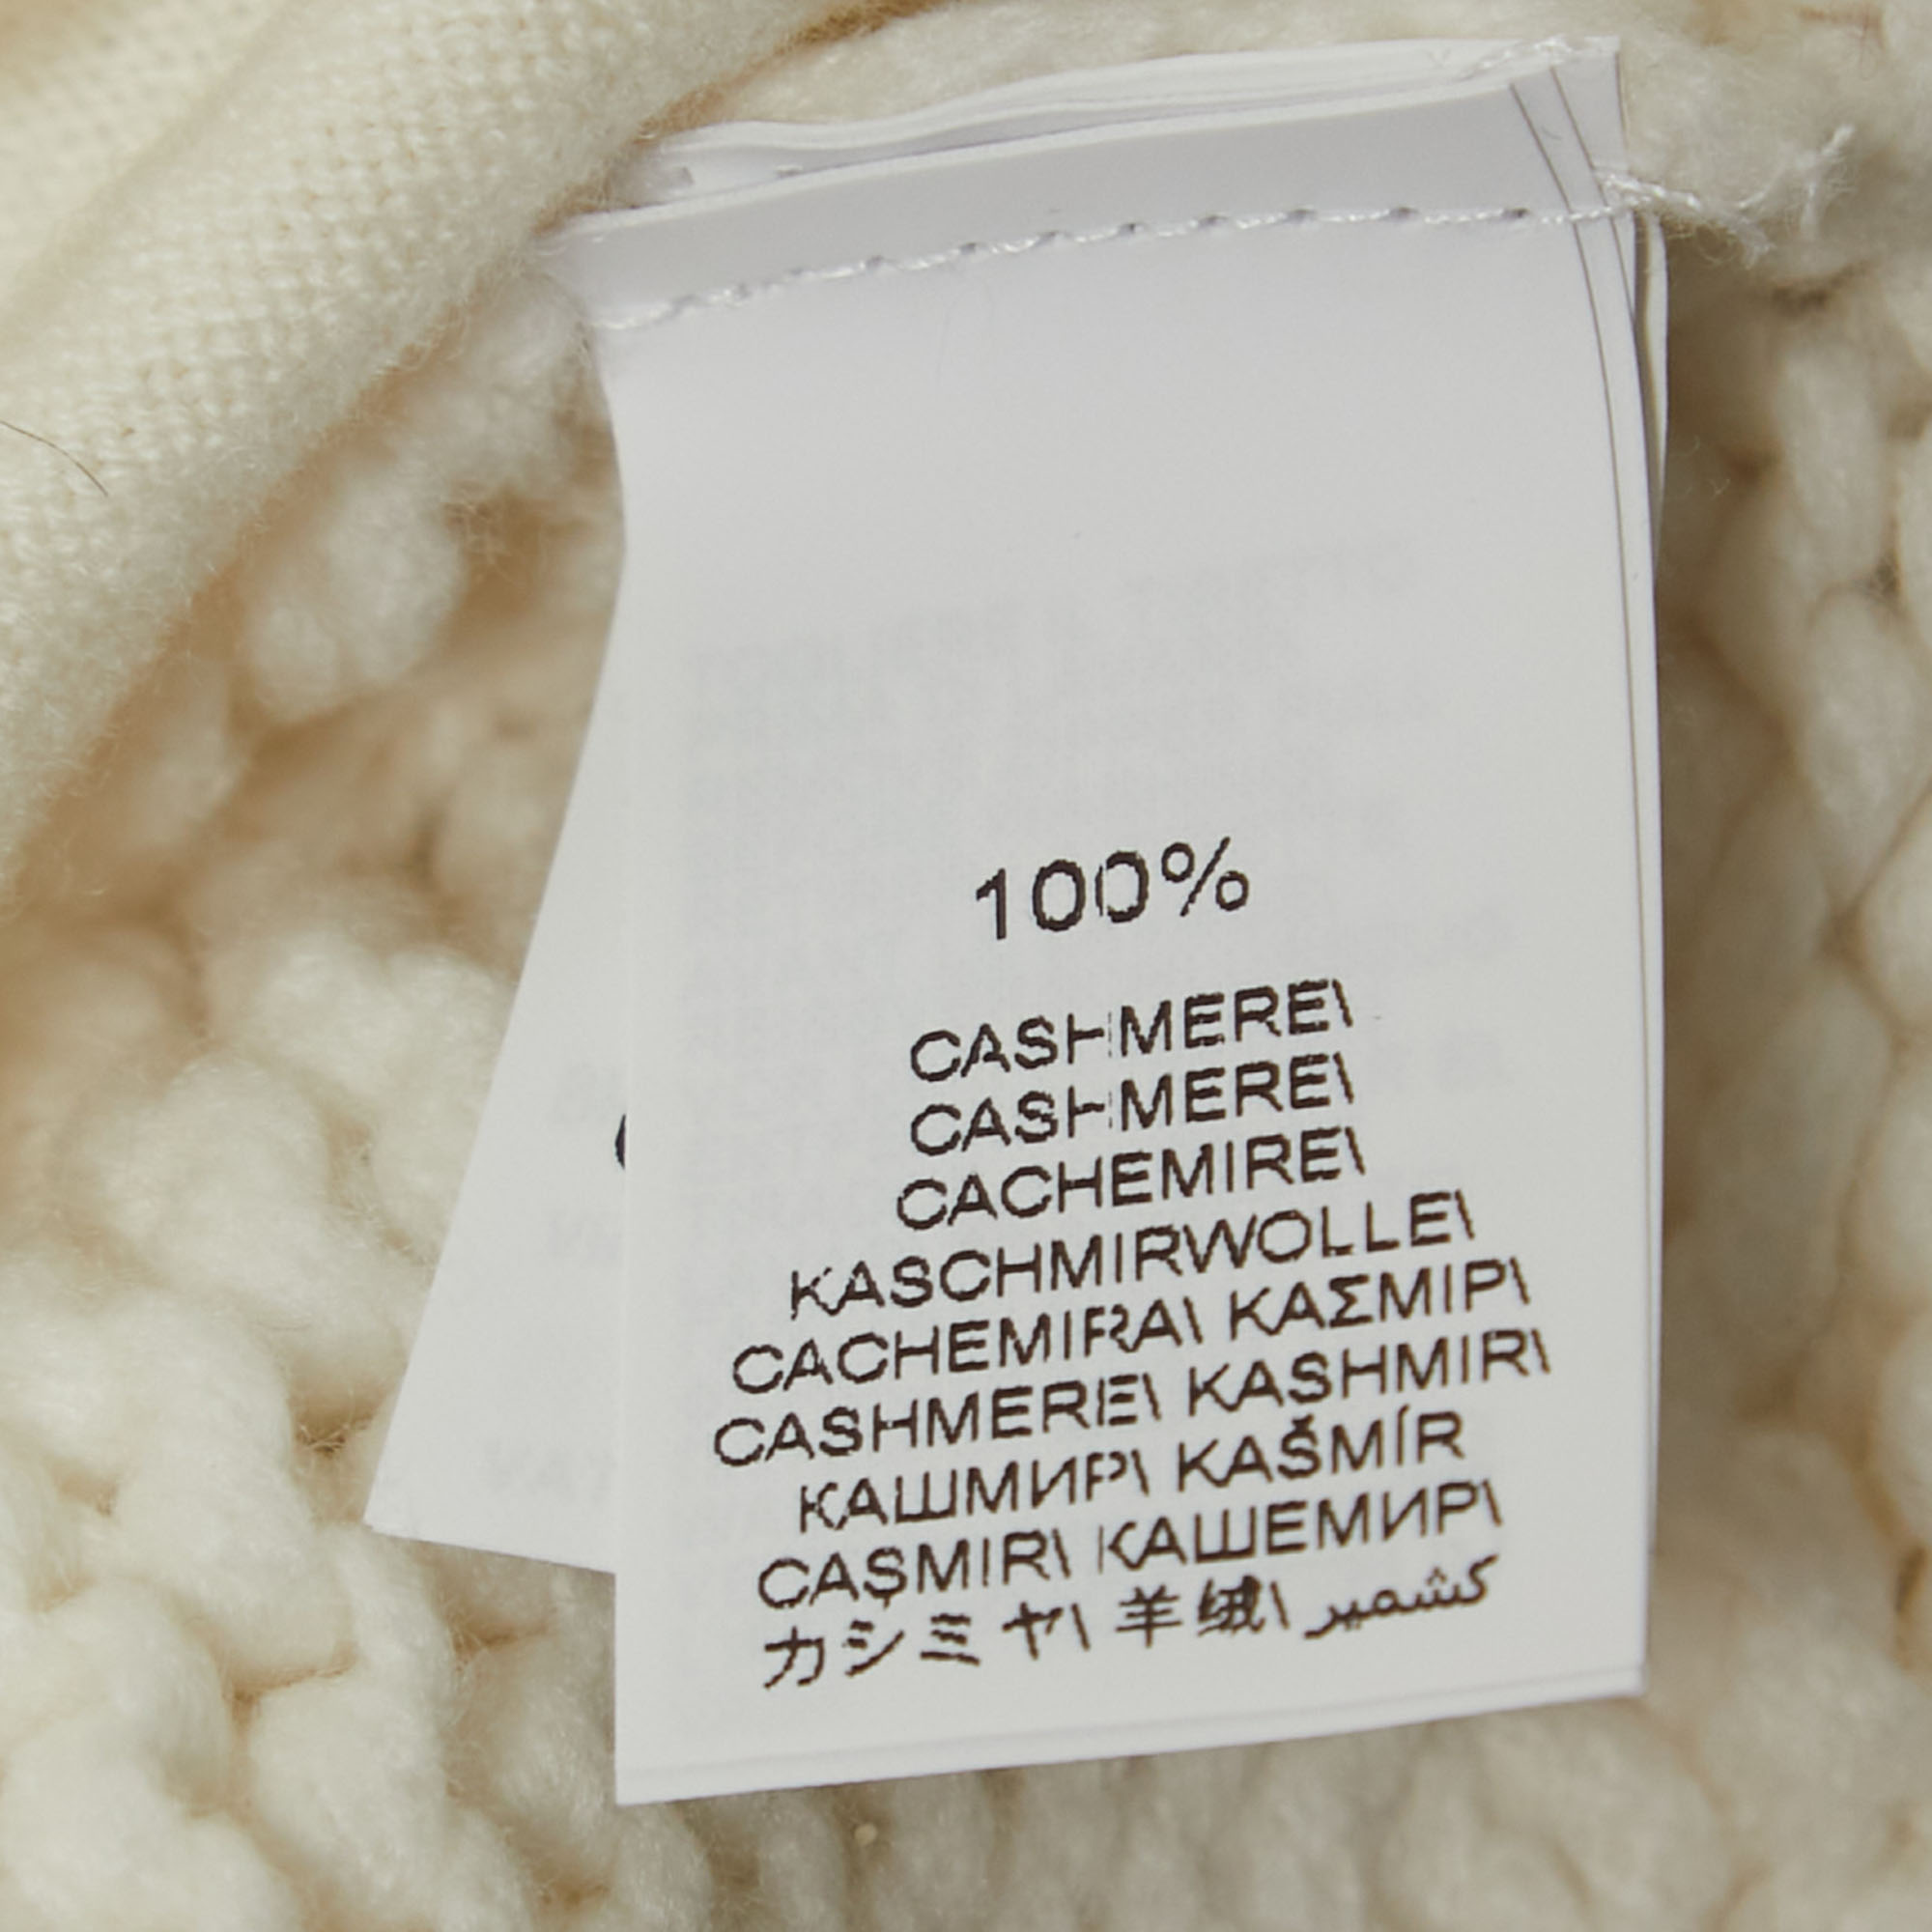 100%
CASHMERE\
CASHMERE\
CACHEMIRE\
KASCHMIRWOLLE\
CACHEMIRA\ ΚΑΣΜΙΡ\
CASHMERE\ KASHMIR\
КАШМИР\ KAŠMÍR
CAŞMIR\ КАШЕМИР\
カシミヤ\ 羊绒\ كشمير